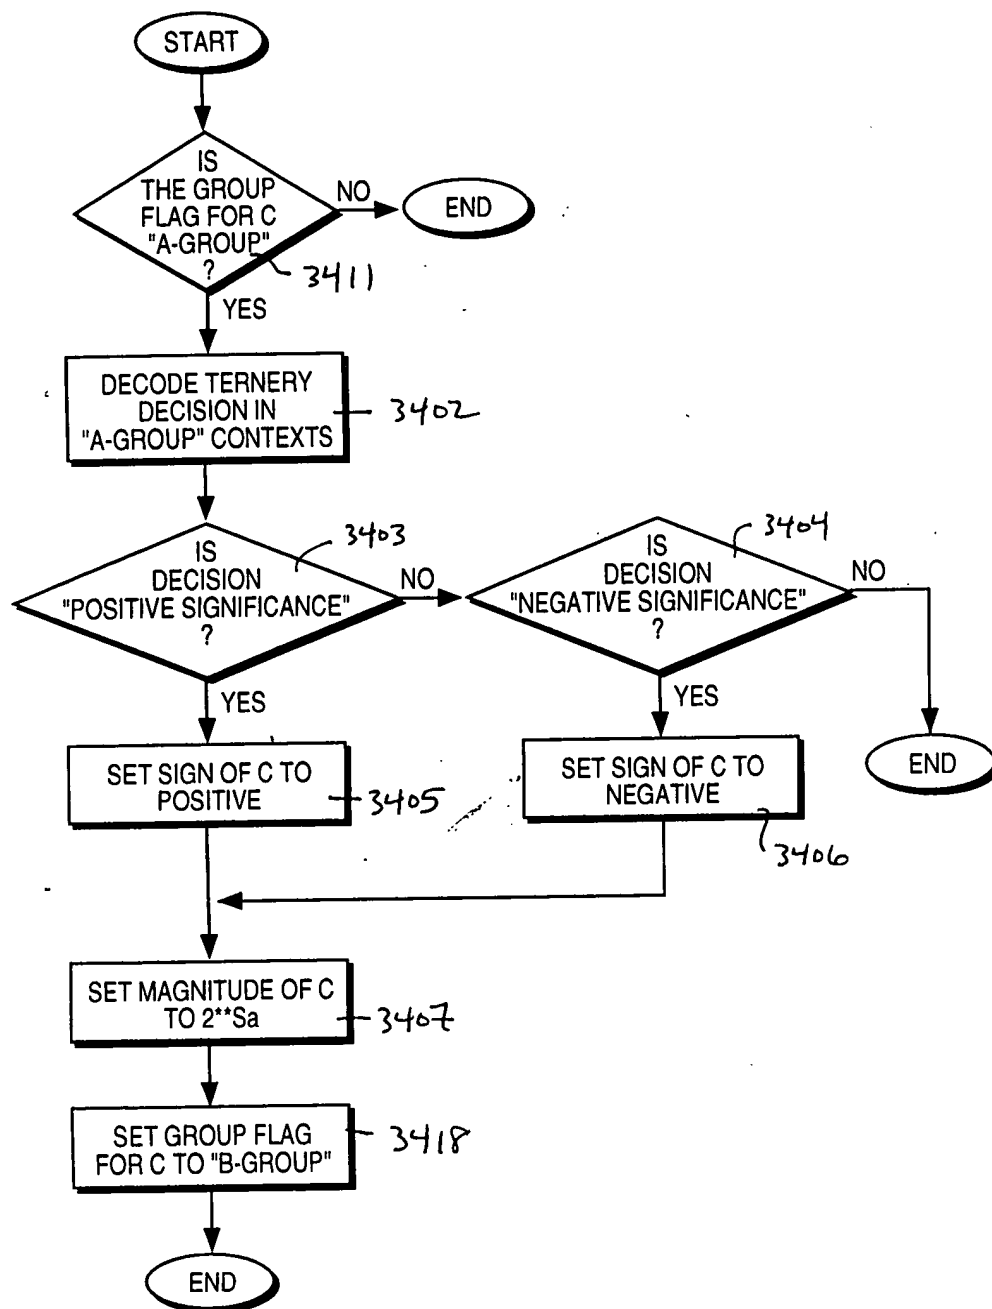 START
IS
THE GROUP
FLAG FOR C
"A-GROUP"
?
3411
NO
END
YES
DECODE TERNERY
DECISION IN
"A-GROUP" CONTEXTS
3402
IS
DECISION
"POSITIVE SIGNIFICANCE"
?
3403
NO
IS
DECISION
"NEGATIVE SIGNIFICANCE"
?
3404
NO
END
YES
SET SIGN OF C TO
POSITIVE
3405
YES
SET SIGN OF C TO
NEGATIVE
3406
SET MAGNITUDE OF C
TO 2**Sa
3407
SET GROUP FLAG
FOR C TO "B-GROUP"
3418
END